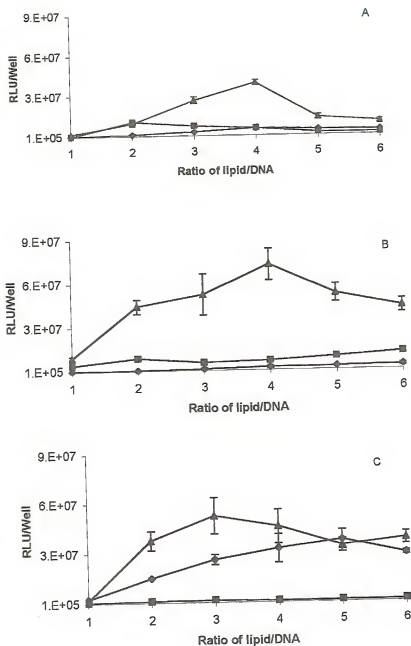 A
9.E+07
3.E+07
1.E+05
RLU/Well
1 2 3 4 5 6
Ratio of lipid/DNA
B
9.E+07
6.E+07
3.E+07
1.E+05
RLU/Well
1 2 3 4 5 6
Ratio of lipid/DNA
C
9.E+07
6.E+07
3.E+07
1.E+05
RLU/Well
1 2 3 4 5 6
Ratio of lipid/DNA